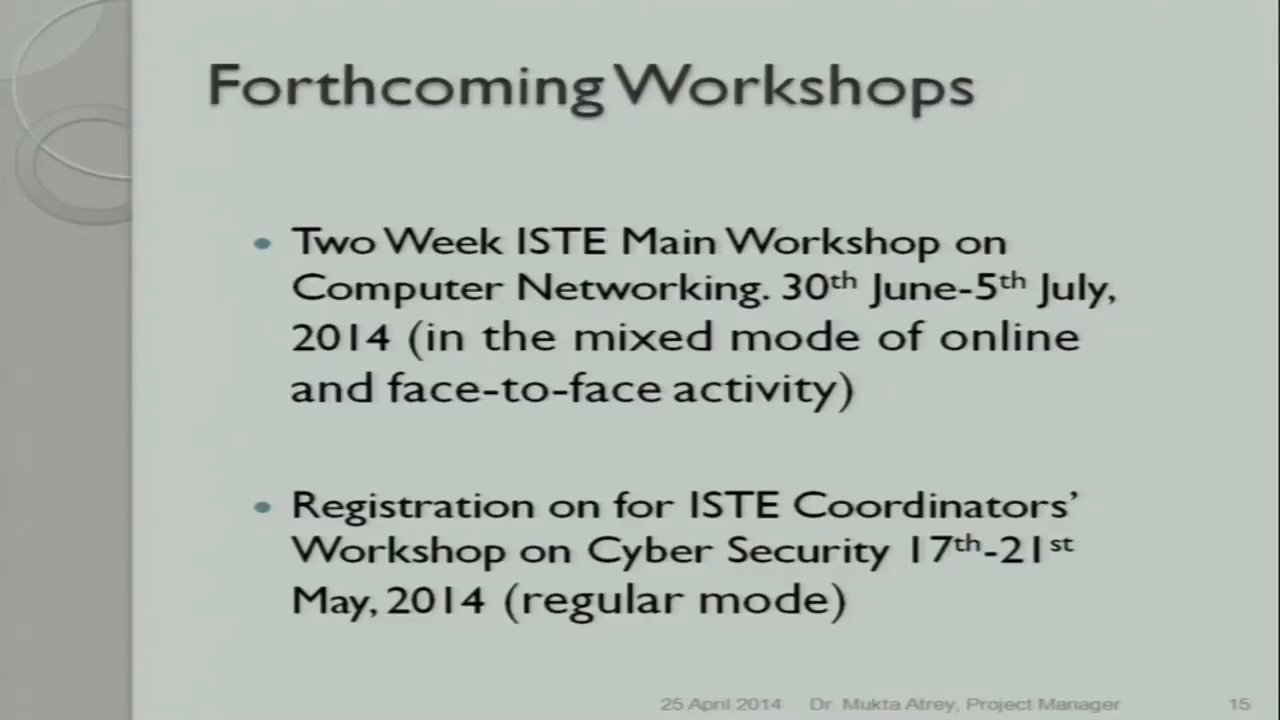 Forthcoming Workshops
• Two Week ISTE Main Workshop on
Computer Networking. 30th June-5th July,
2014 (in the mixed mode of online
and face-to-face activity)
• Registration on for ISTE Coordinators’
Workshop on Cyber Security 17th-21st
May, 2014 (regular mode)
25 April 2014 Dr. Mukta Atrey, Project Manager 15